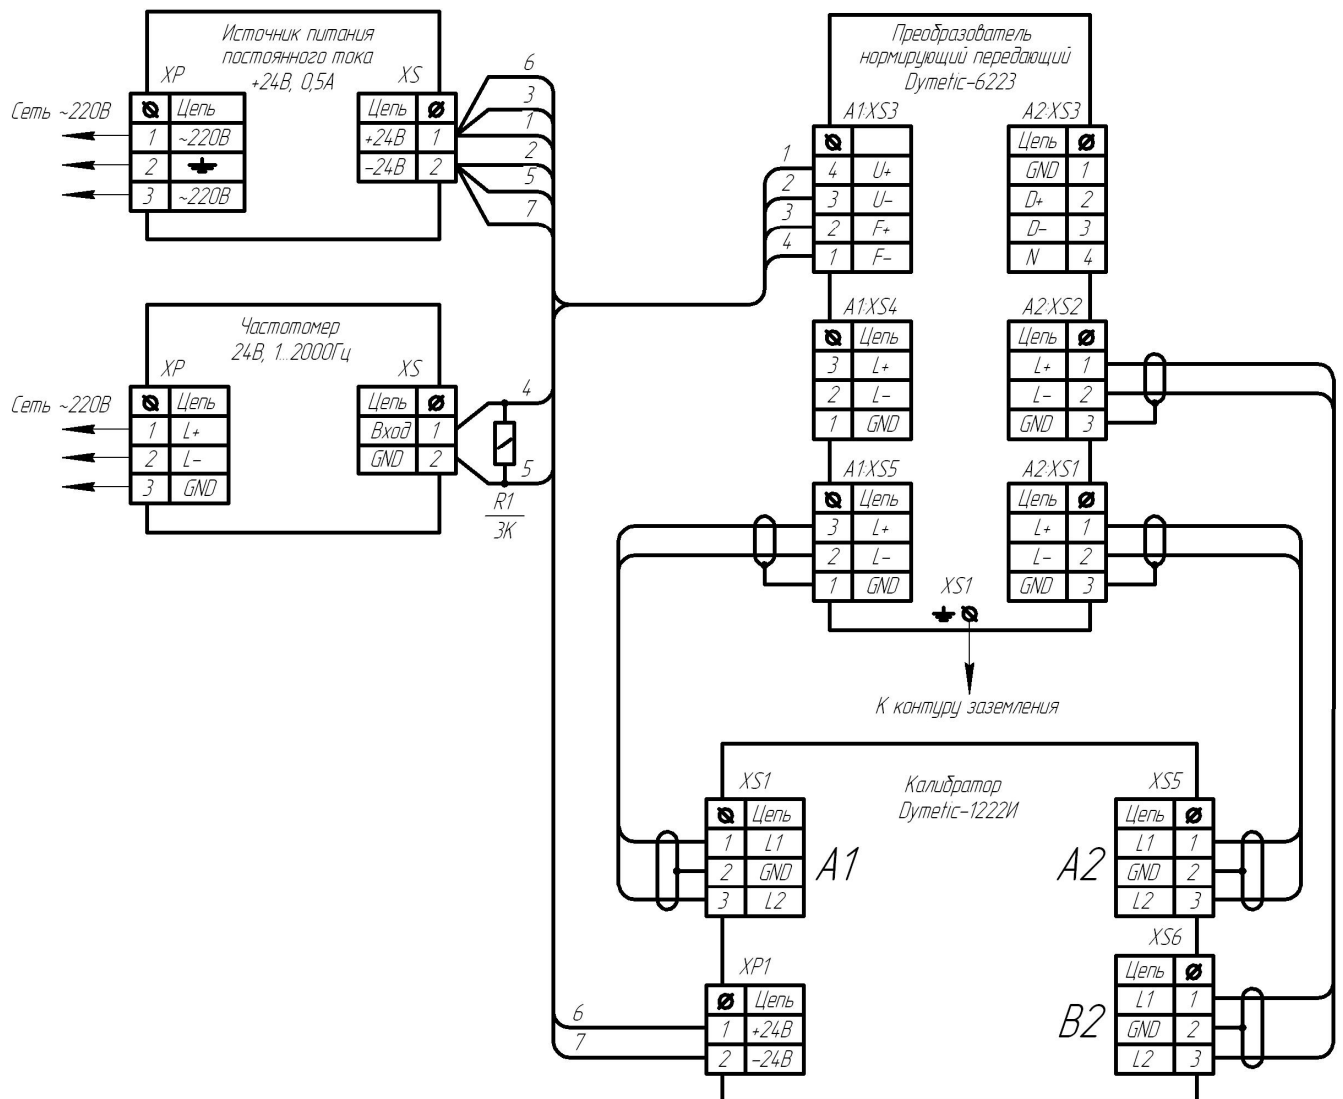 Источник питания
постоянного тока
+24В, 0,5А
XP
XS
Сеть ~220В
Цепь
1 ~220В
2
3 ~220В
Цепь
+24В 1
-24В 2
6
3
1
2
5
7
Частотомер
24В, 1...2000Гц
XP
XS
Сеть ~220В
Цепь
1 L+
2 L-
3 GND
Цепь
Вход 1
GND 2
4
5
R1
3К
Преобразователь
нормирующий передающий
Dymetic-6223
A1:XS3
4 U+
3 U-
2 F+
1 F-
1
2
3
4
A2:XS3
Цепь
GND 1
D+ 2
D- 3
N 4
A1:XS4
Цепь
3 L+
2 L-
1 GND
A2:XS2
Цепь
L+ 1
L- 2
GND 3
A1:XS5
Цепь
3 L+
2 L-
1 GND
A2:XS1
Цепь
L+ 1
L- 2
GND 3
XS1
К контуру заземления
Калибратор
Dymetic-1222И
XS1
Цепь
1 L1
2 GND
3 L2
A1
XS5
Цепь
L1 1
GND 2
L2 3
A2
XP1
Цепь
1 +24В
2 -24В
6
7
XS6
Цепь
L1 1
GND 2
L2 3
B2